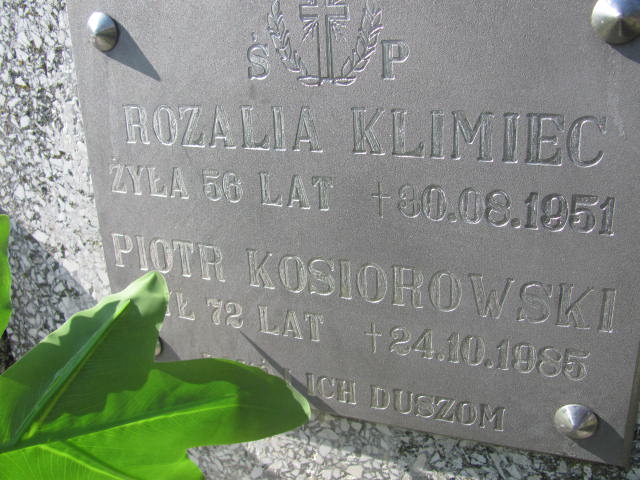 Ś P
ROZALIA KLIMIEC
ŻYŁA 56 LAT +30.08.1951
PIOTR KOSIOROWSKI
72 LAT +24.10.1985
ICH DUSZOM